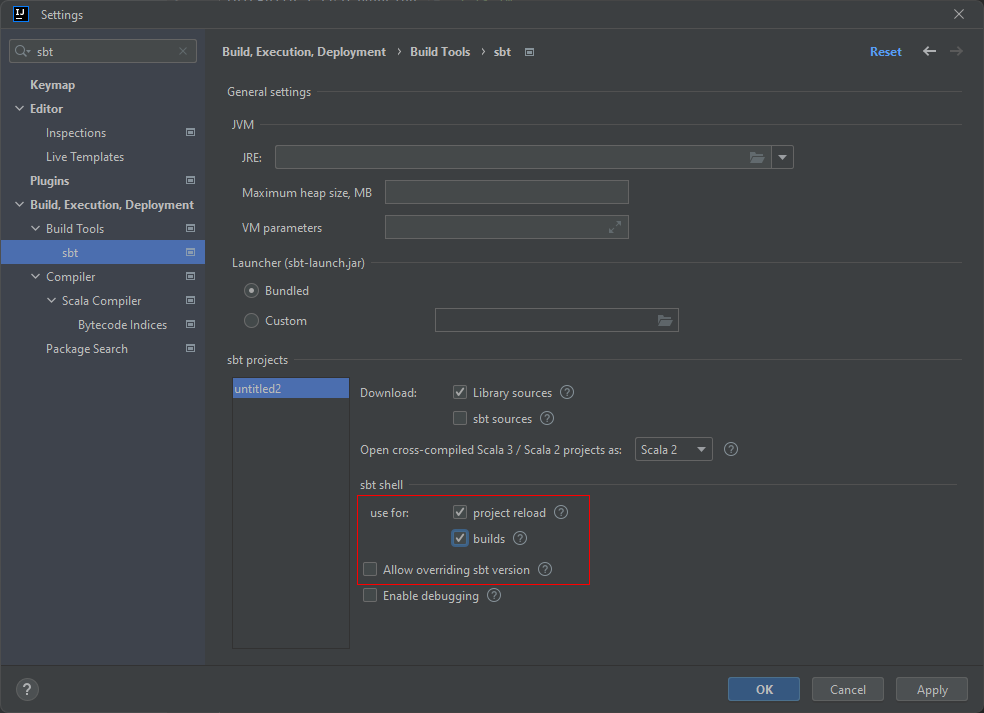 IJ
Settings
sbt
Keymap
Editor
Inspections
Live Templates
Plugins
Build, Execution, Deployment
Build Tools
sbt
Compiler
Scala Compiler
Bytecode Indices
Package Search
Build, Execution, Deployment › Build Tools › sbt
Reset
General settings
JVM
JRE:
Maximum heap size, MB
VM parameters
Launcher (sbt-launch.jar)
Bundled
Custom
sbt projects
untitled2
Download: Library sources ?
sbt sources ?
Open cross-compiled Scala 3 / Scala 2 projects as: Scala 2 ?
sbt shell
use for: project reload ?
builds ?
Allow overriding sbt version ?
Enable debugging ?
? OK Cancel Apply